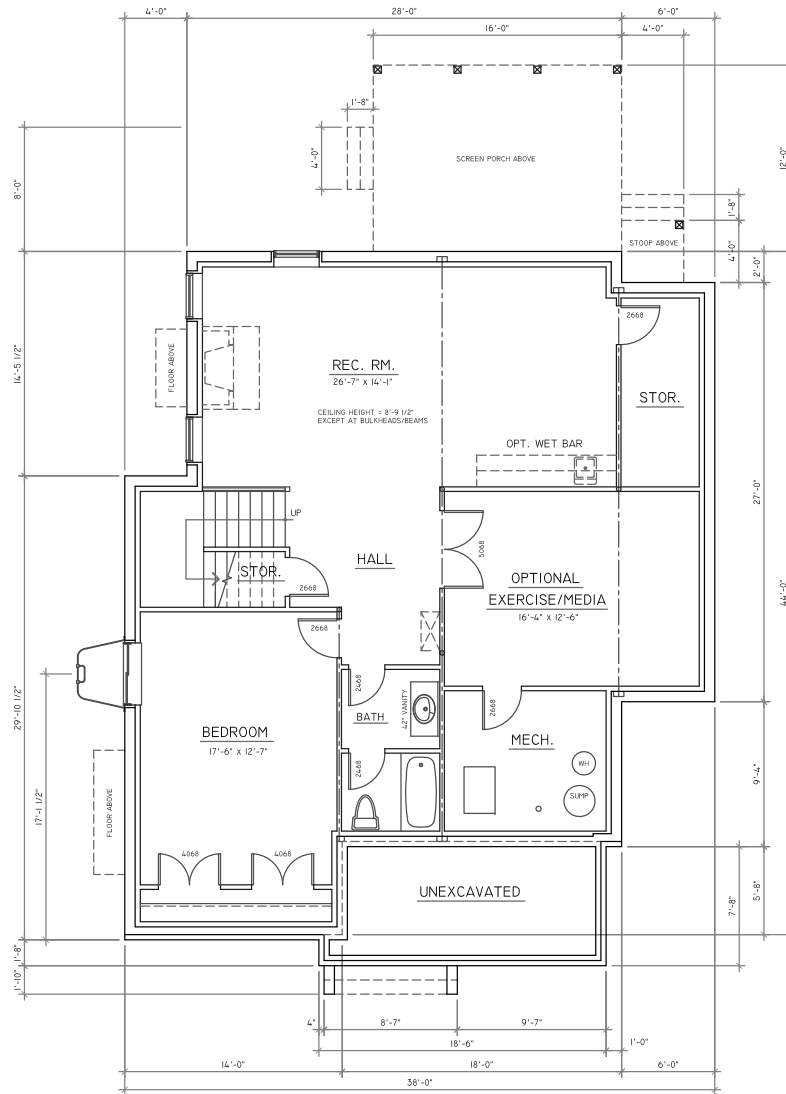 4'-0"
28'-0"
6'-0"
16'-0"
4'-0"
1'-8"
4'-0"
8'-0"
SCREEN PORCH ABOVE
12'-0"
1'-8"
STOOP ABOVE
4'-0"
2'-0"
2668
14'-5 1/2"
FLOOR ABOVE
REC. RM.
26'-7" X 14'-1"
CEILING HEIGHT = 8'-9 1/2"
EXCEPT AT BULKHEADS/BEAMS
STOR.
OPT. WET BAR
27'-0"
UP
HALL
5068
STOR.
2668
OPTIONAL
EXERCISE/MEDIA
16'-4" X 12'-6"
44'-0"
2668
2468
42" VANITY
BATH
2668
29'-10 1/2"
BEDROOM
17'-6" X 12'-7"
MECH.
2468
WH
SUMP
9'-4"
17'-1 1/2"
FLOOR ABOVE
4068
4068
UNEXCAVATED
7'-8"
5'-8"
1'-8"
1'-10"
4"
8'-7"
9'-7"
18'-6"
1'-0"
14'-0"
18'-0"
6'-0"
38'-0"